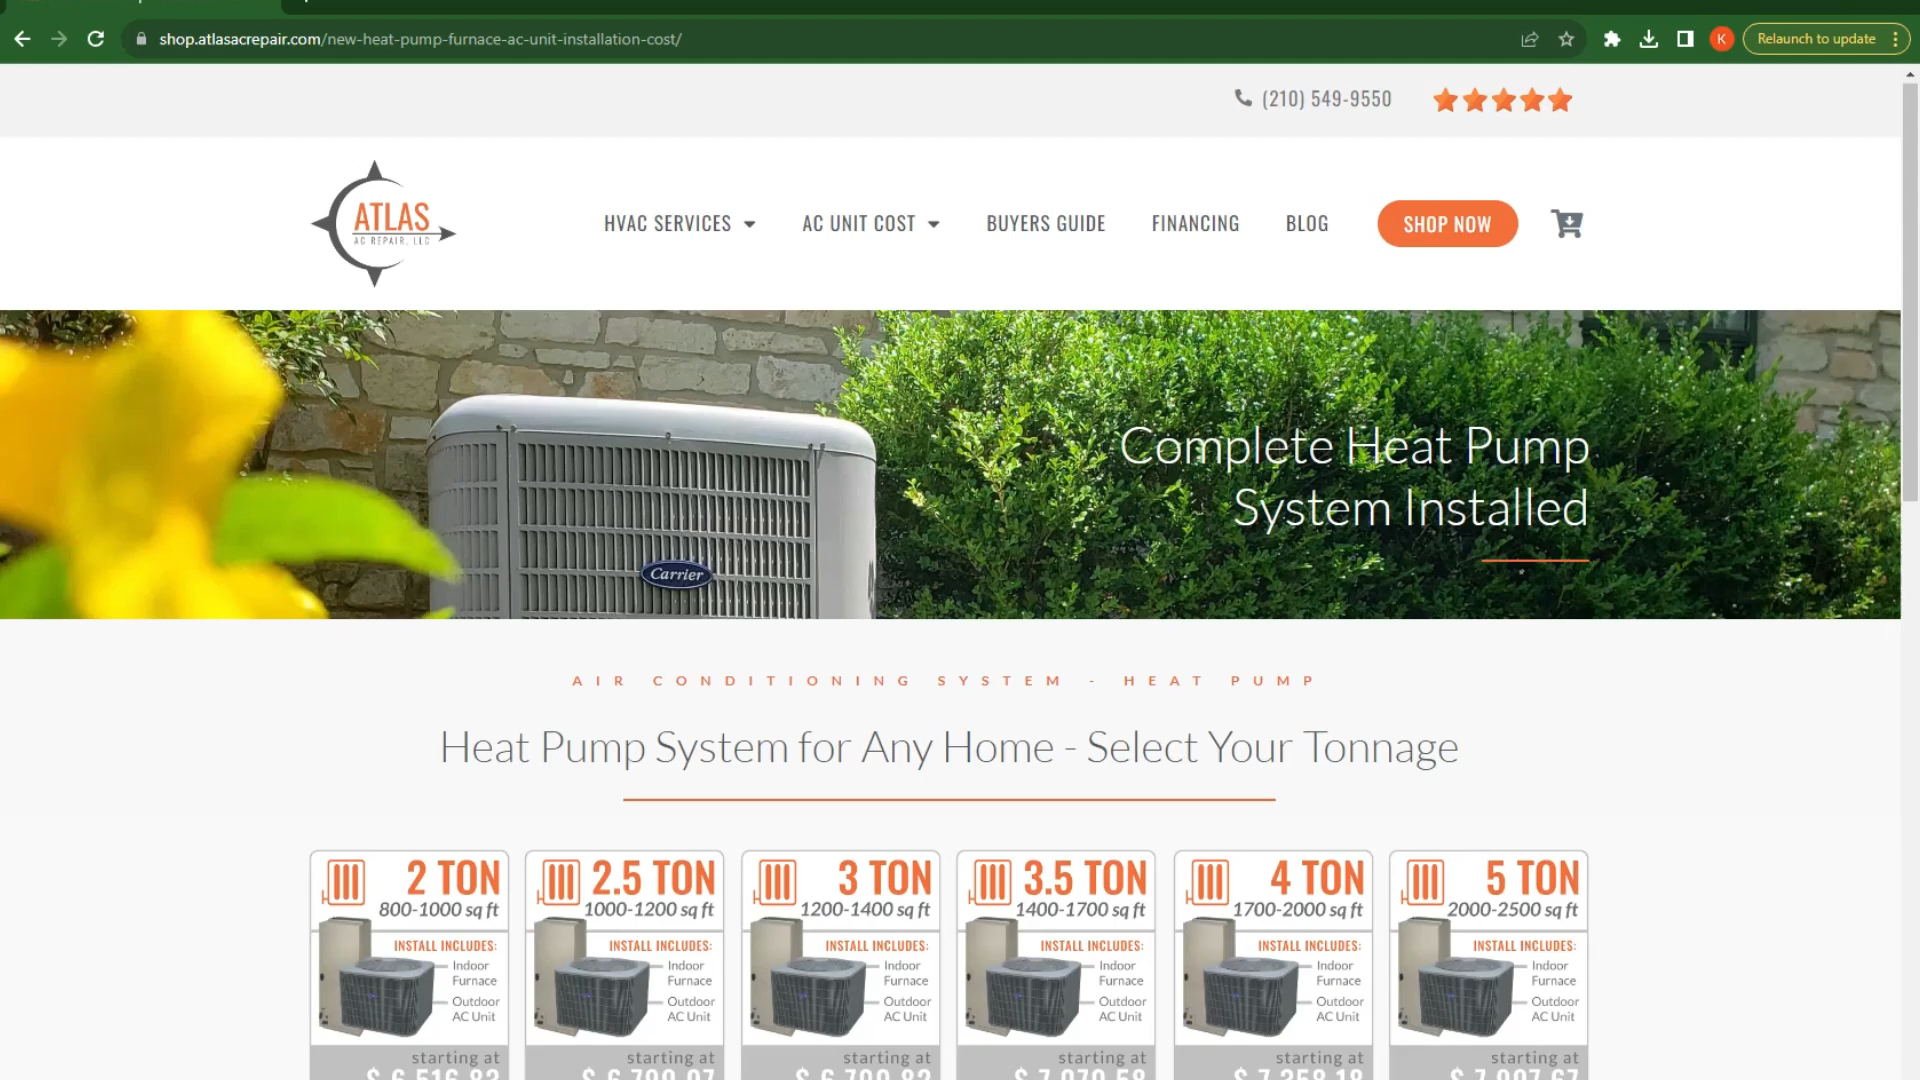 shop.atlasacrepair.com/new-heat-pump-furnace-ac-unit-installation-cost/
K
Relaunch to update
(210) 549-9550
ATLAS
AC REPAIR, LLC
HVAC SERVICES
AC UNIT COST
BUYERS GUIDE
FINANCING
BLOG
SHOP NOW
Complete Heat Pump
System Installed
Carrier
AIR CONDITIONING SYSTEM - HEAT PUMP
Heat Pump System for Any Home - Select Your Tonnage
2 TON
800-1000 sq ft
INSTALL INCLUDES:
Indoor
Furnace
Outdoor
AC Unit
starting at
2.5 TON
1000-1200 sq ft
INSTALL INCLUDES:
Indoor
Furnace
Outdoor
AC Unit
starting at
3 TON
1200-1400 sq ft
INSTALL INCLUDES:
Indoor
Furnace
Outdoor
AC Unit
starting at
3.5 TON
1400-1700 sq ft
INSTALL INCLUDES:
Indoor
Furnace
Outdoor
AC Unit
starting at
4 TON
1700-2000 sq ft
INSTALL INCLUDES:
Indoor
Furnace
Outdoor
AC Unit
starting at
5 TON
2000-2500 sq ft
INSTALL INCLUDES:
Indoor
Furnace
Outdoor
AC Unit
starting at